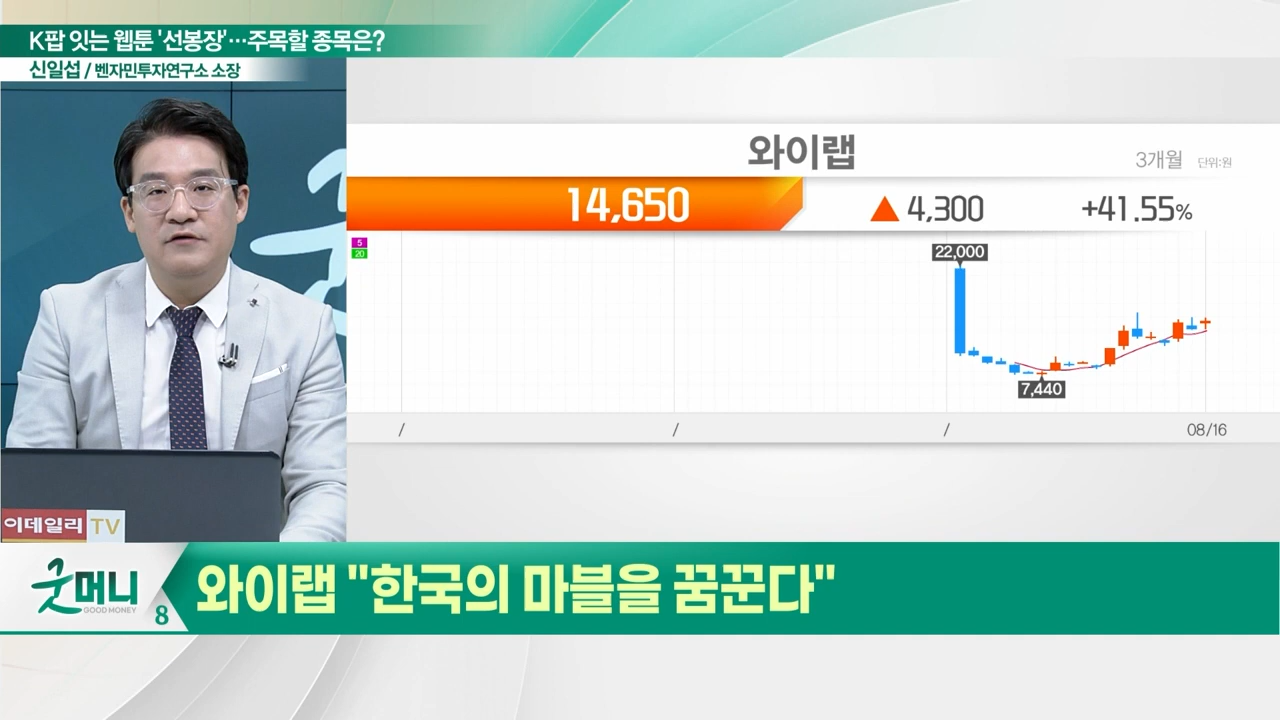 K팝 잇는 웹툰 '선봉장'…주목할 종목은?
신일섭 / 벤자민투자연구소 소장
와이랩
3개월 단위:원
14,650 ▲ 4,300 +41.55%
5
20
22,000
7,440
/ / / 08/16
이데일리 TV
굿머니
GOOD MONEY
8
와이랩 "한국의 마블을 꿈꾼다"